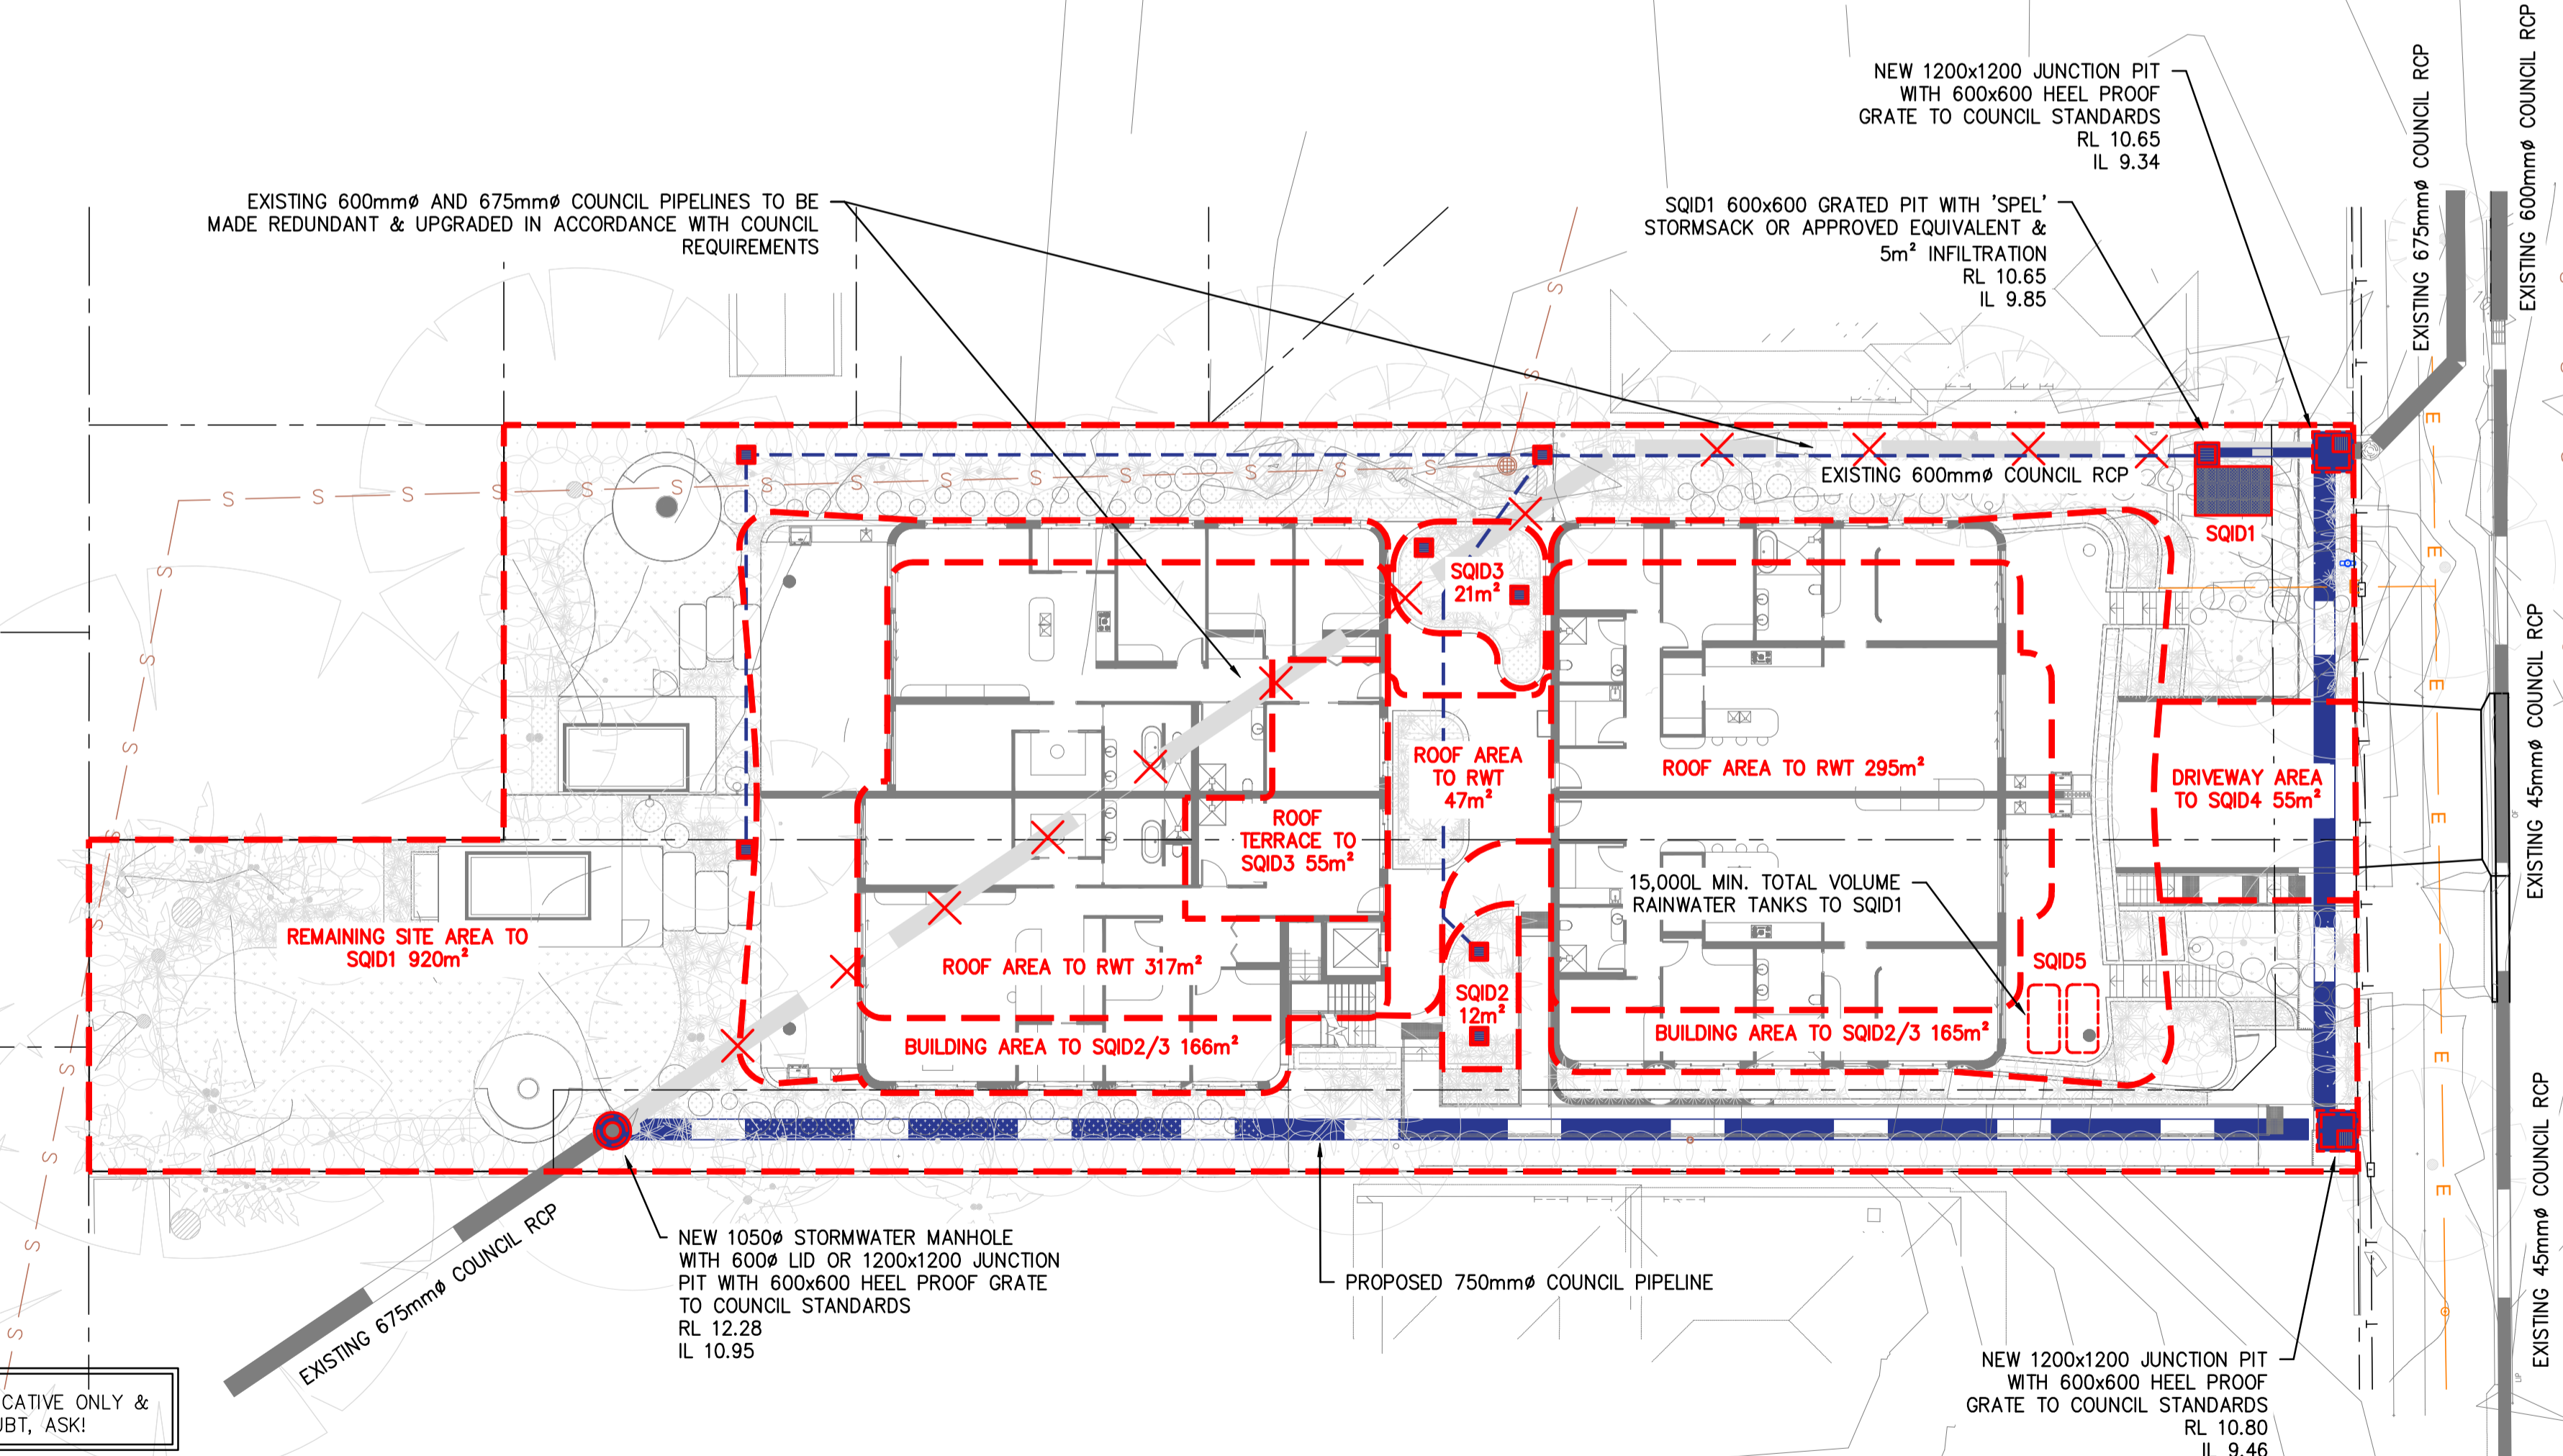 NEW 1200x1200 JUNCTION PIT
WITH 600x600 HEEL PROOF
GRATE TO COUNCIL STANDARDS
RL 10.65
IL 9.34
EXISTING 675mmø COUNCIL RCP
EXISTING 600mmø COUNCIL RCP
EXISTING 600mmø AND 675mmø COUNCIL PIPELINES TO BE
MADE REDUNDANT & UPGRADED IN ACCORDANCE WITH COUNCIL
REQUIREMENTS
SQID1 600x600 GRATED PIT WITH 'SPEL'
STORMSACK OR APPROVED EQUIVALENT &
5m² INFILTRATION
RL 10.65
IL 9.85
EXISTING 600mmø COUNCIL RCP
SQID1
SQID3
21m²
ROOF AREA
TO RWT
47m²
ROOF AREA TO RWT 295m²
DRIVEWAY AREA
TO SQID4 55m²
EXISTING 45mmø COUNCIL RCP
ROOF
TERRACE TO
SQID3 55m²
15,000L MIN. TOTAL VOLUME
RAINWATER TANKS TO SQID1
REMAINING SITE AREA TO
SQID1 920m²
ROOF AREA TO RWT 317m²
SQID5
SQID2
12m²
BUILDING AREA TO SQID2/3 166m²
BUILDING AREA TO SQID2/3 165m²
EXISTING 675mmø COUNCIL RCP
NEW 1050ø STORMWATER MANHOLE
WITH 600ø LID OR 1200x1200 JUNCTION
PIT WITH 600x600 HEEL PROOF GRATE
TO COUNCIL STANDARDS
RL 12.28
IL 10.95
PROPOSED 750mmø COUNCIL PIPELINE
EXISTING 45mmø COUNCIL RCP
NEW 1200x1200 JUNCTION PIT
WITH 600x600 HEEL PROOF
GRATE TO COUNCIL STANDARDS
RL 10.80
IL 9.46
CATIVE ONLY &
UBT, ASK!